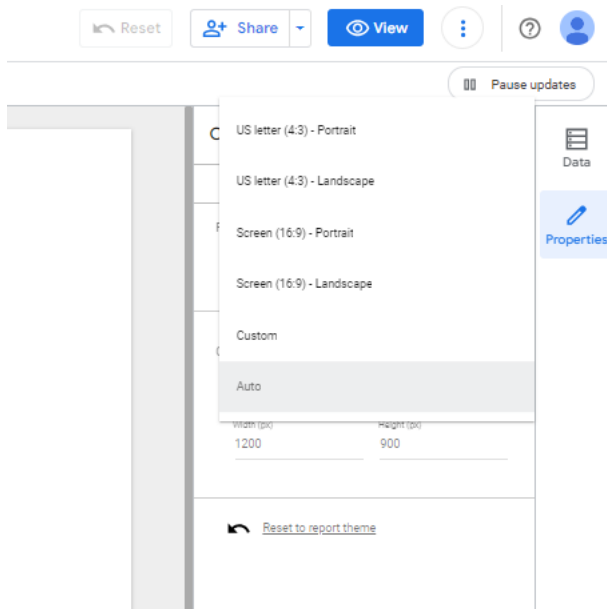 Reset
Share
View
Pause updates
US letter (4:3) - Portrait
US letter (4:3) - Landscape
Screen (16:9) - Portrait
Screen (16:9) - Landscape
Custom
Auto
Width (px)
Height (px)
1200
900
Reset to report theme
Data
Properties